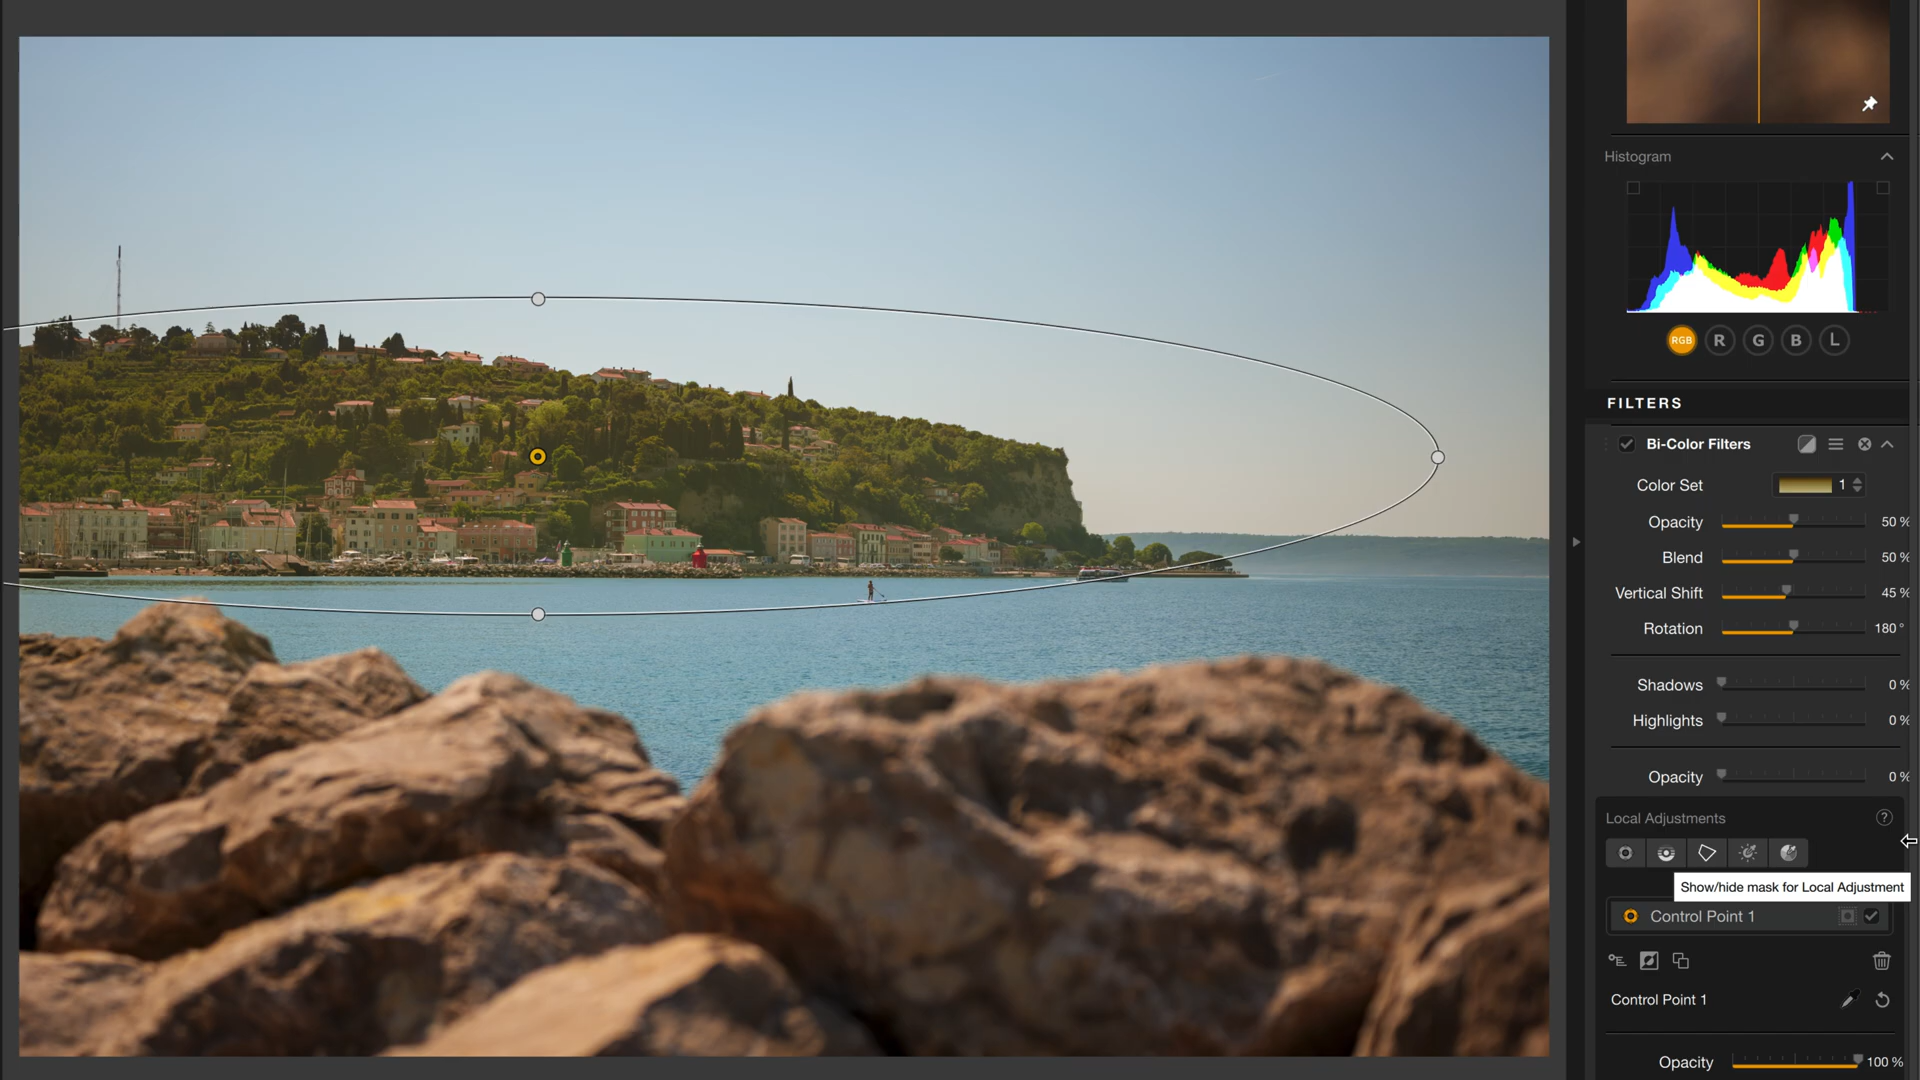 Histogram
RGB R G B L
FILTERS
Bi-Color Filters
Color Set 1
Opacity 50 %
Blend 50 %
Vertical Shift 45 %
Rotation 180 °
Shadows 0 %
Highlights 0 %
Opacity 0 %
Local Adjustments ?
Show/hide mask for Local Adjustment
Control Point 1
Control Point 1
Opacity 100 %